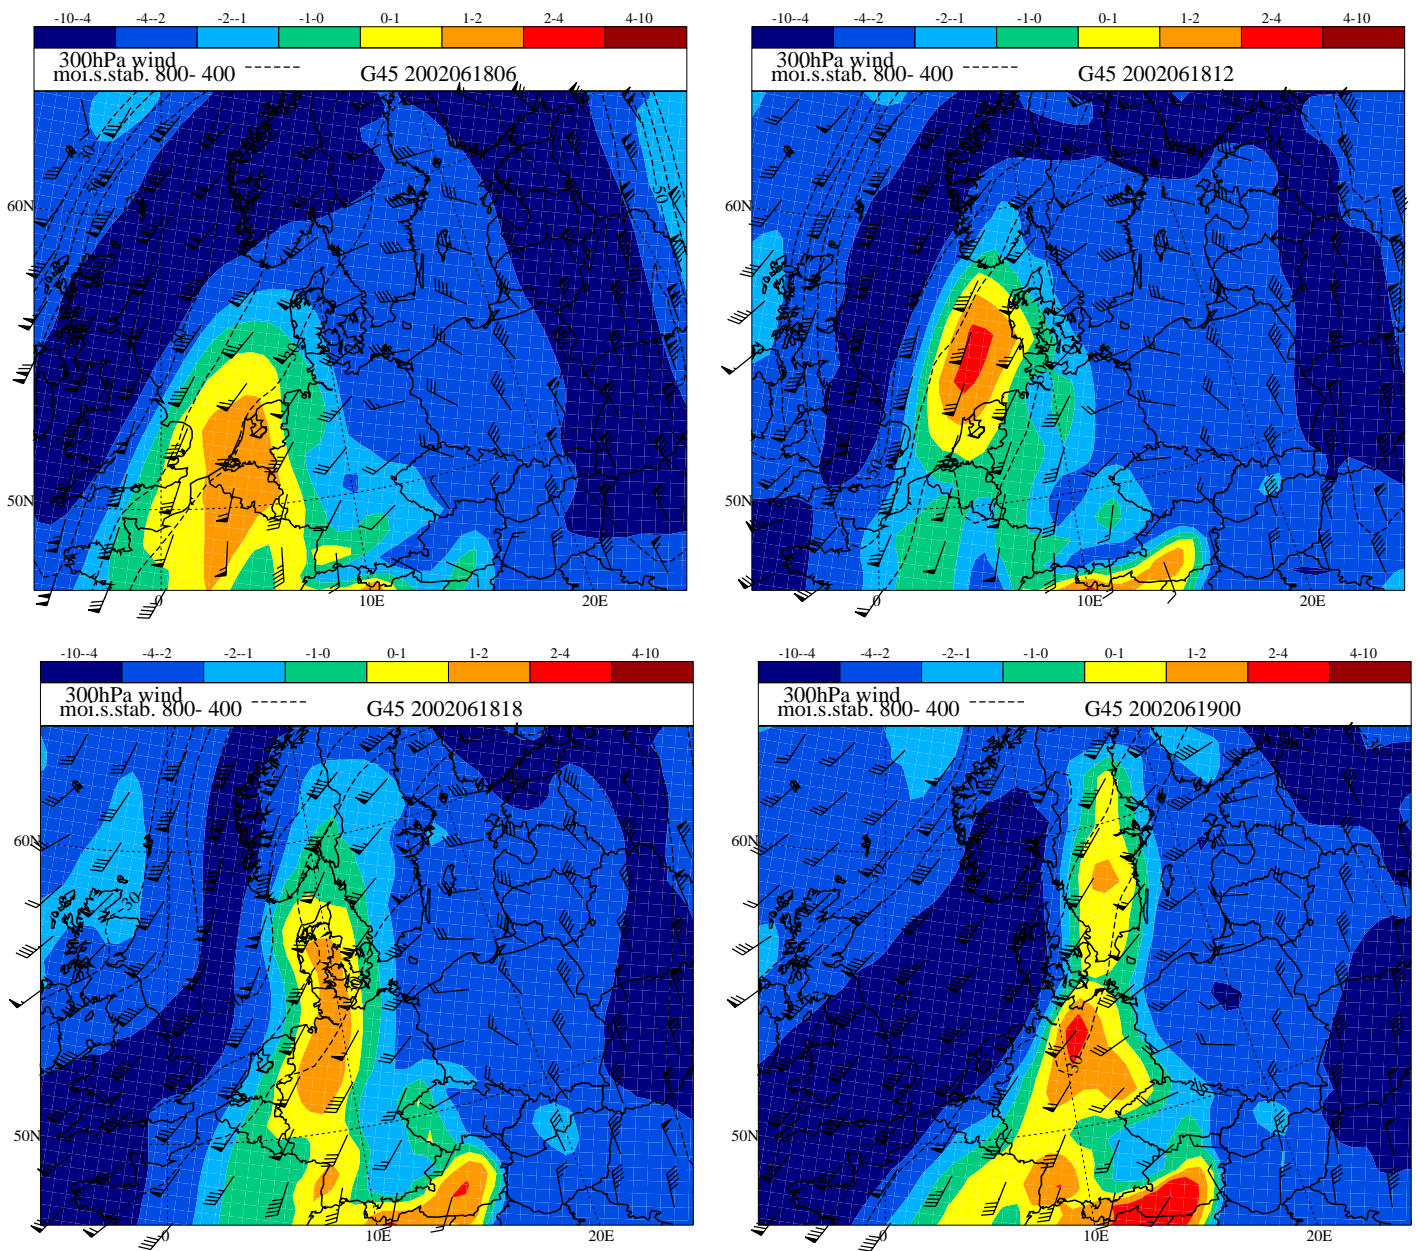 -10--4 -4--2 -2--1 -1-0 0-1 1-2 2-4 4-10
300hPa wind
moi.s.stab. 800- 400 ------ G45 2002061806
60N
50N
0 10E 20E
-10--4 -4--2 -2--1 -1-0 0-1 1-2 2-4 4-10
300hPa wind
moi.s.stab. 800- 400 ------ G45 2002061812
60N
50N
0 10E 20E
-10--4 -4--2 -2--1 -1-0 0-1 1-2 2-4 4-10
300hPa wind
moi.s.stab. 800- 400 ------ G45 2002061818
30
60N
50N
0 10E 20E
-10--4 -4--2 -2--1 -1-0 0-1 1-2 2-4 4-10
300hPa wind
moi.s.stab. 800- 400 ------ G45 2002061900
60N
50N
0 10E 20E